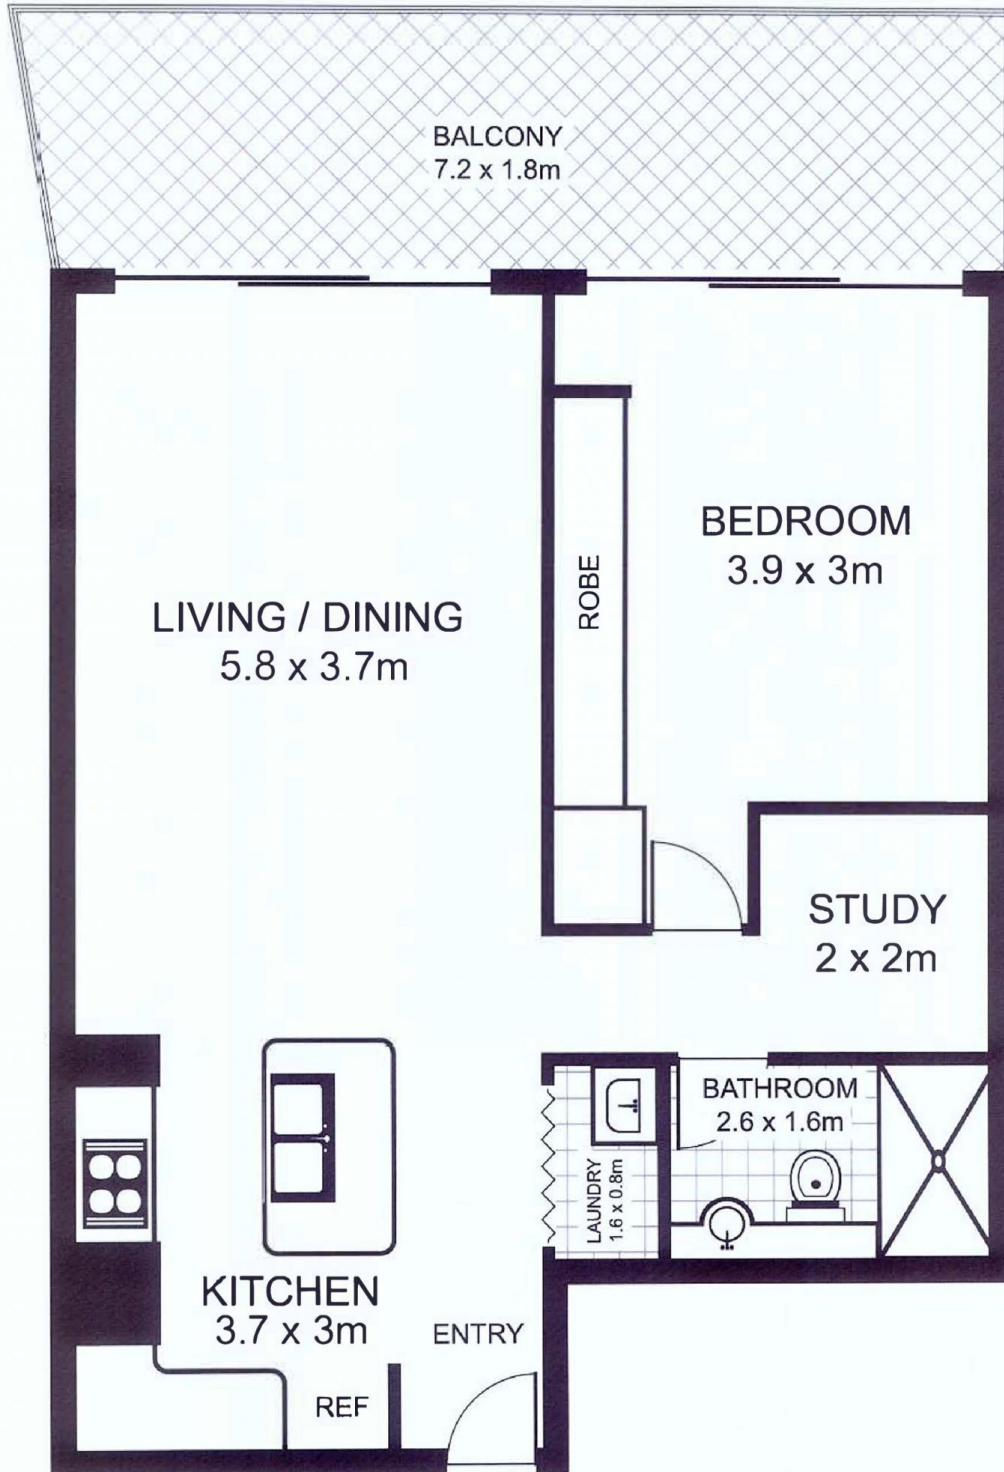 BALCONY
7.2 x 1.8m
BEDROOM
3.9 x 3m
ROBE
LIVING / DINING
5.8 x 3.7m
STUDY
2 x 2m
BATHROOM
2.6 x 1.6m
LAUNDRY
1.6 x 0.8m
KITCHEN
3.7 x 3m
ENTRY
REF